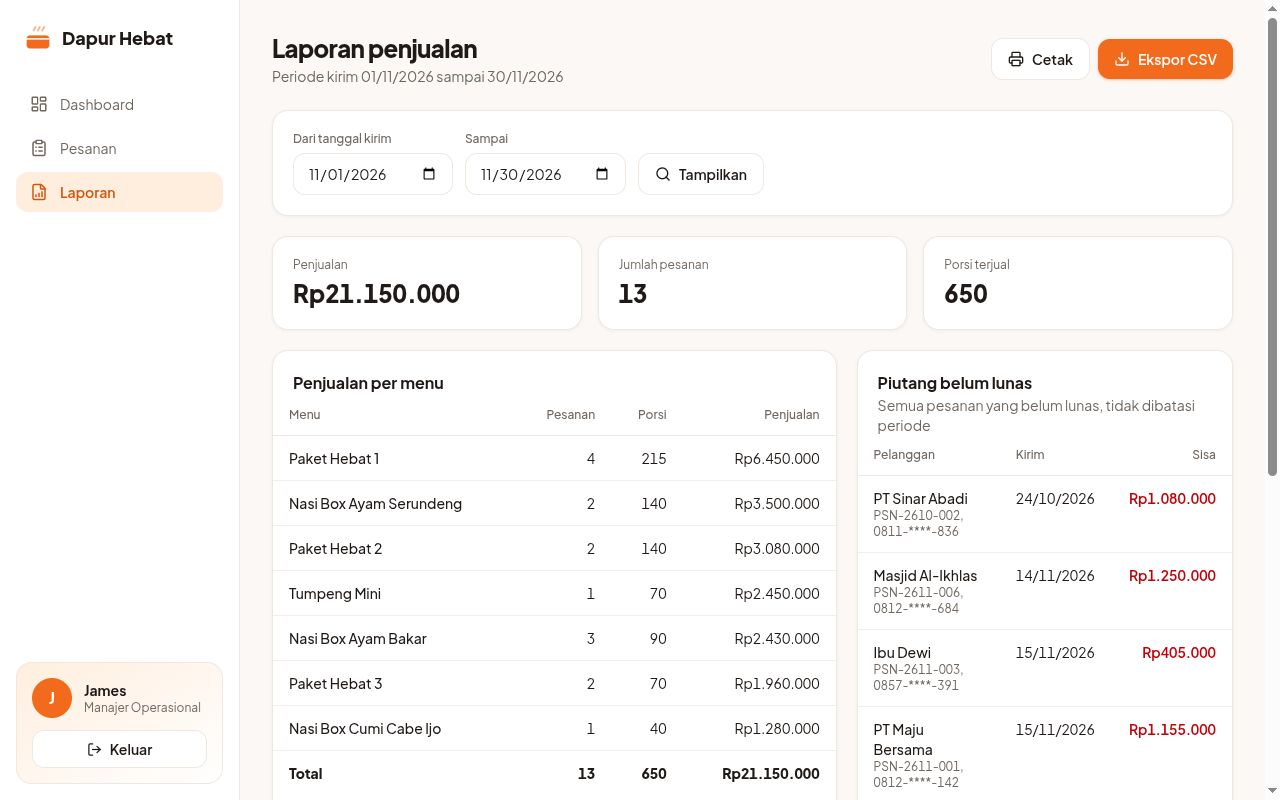 Dapur Hebat
Dashboard
Pesanan
Laporan
James
J
Manajer Operasional
Keluar
Laporan penjualan
Periode kirim 01/11/2026 sampai 30/11/2026
Cetak
Ekspor CSV
Dari tanggal kirim
Sampai
11/01/2026
11/30/2026
Tampilkan
Penjualan
Rp21.150.000
Jumlah pesanan
13
Porsi terjual
650
Penjualan per menu
Menu Pesanan Porsi Penjualan
Paket Hebat 1 4 215 Rp6.450.000
Nasi Box Ayam Serundeng 2 140 Rp3.500.000
Paket Hebat 2 2 140 Rp3.080.000
Tumpeng Mini 1 70 Rp2.450.000
Nasi Box Ayam Bakar 3 90 Rp2.430.000
Paket Hebat 3 2 70 Rp1.960.000
Nasi Box Cumi Cabe Ijo 1 40 Rp1.280.000
Total 13 650 Rp21.150.000
Piutang belum lunas
Semua pesanan yang belum lunas, tidak dibatasi
periode
Pelanggan Kirim Sisa
PT Sinar Abadi 24/10/2026 Rp1.080.000
PSN-2610-002,
0811-****-836
Masjid Al-Ikhlas 14/11/2026 Rp1.250.000
PSN-2611-006,
0812-****-684
Ibu Dewi 15/11/2026 Rp405.000
PSN-2611-003,
0857-****-391
PT Maju 15/11/2026 Rp1.155.000
Bersama
PSN-2611-001,
0812-****-142